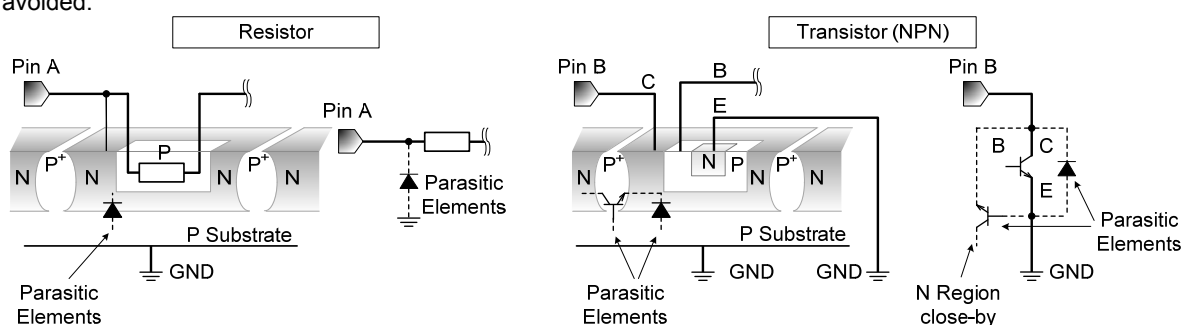 avoided.
Resistor
Transistor (NPN)
Pin A
Pin A
Parasitic
Elements
N
P+
N
P
N
P+
N
P Substrate
GND
Parasitic
Elements
Pin B
C
B
E
N
P+
N
P
N
P+
N
P Substrate
GND
GND
Parasitic
Elements
Pin B
B
C
E
Parasitic
Elements
GND
N Region
close-by